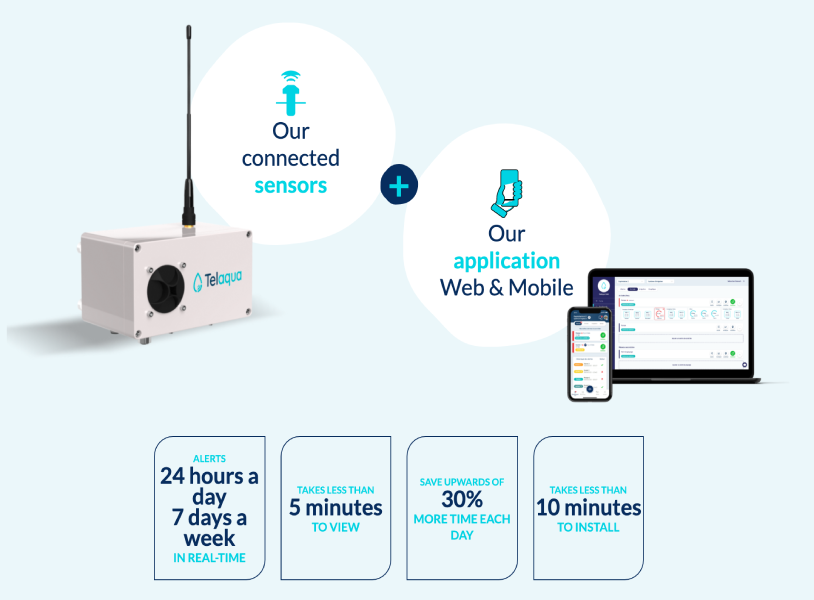 Our
connected
sensors
+
Our
application
Web & Mobile
Telaqua
ALERTS
24 hours a
day
7 days a
week
IN REAL-TIME
TAKES LESS THAN
5 minutes
TO VIEW
SAVE UPWARDS OF
30%
MORE TIME EACH
DAY
TAKES LESS THAN
10 minutes
TO INSTALL